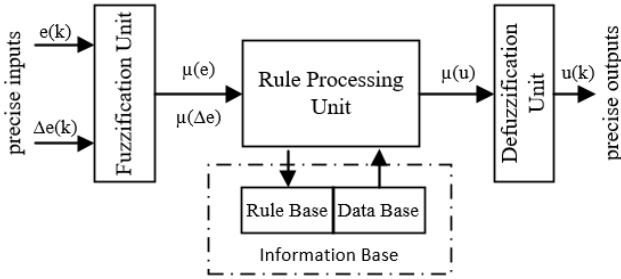 precise inputs
e(k)
Δe(k)
Fuzzification Unit
μ(e)
μ(Δe)
Rule Processing
Unit
μ(u)
Defuzzification
Unit
u(k)
precise outputs
Rule Base
Data Base
Information Base